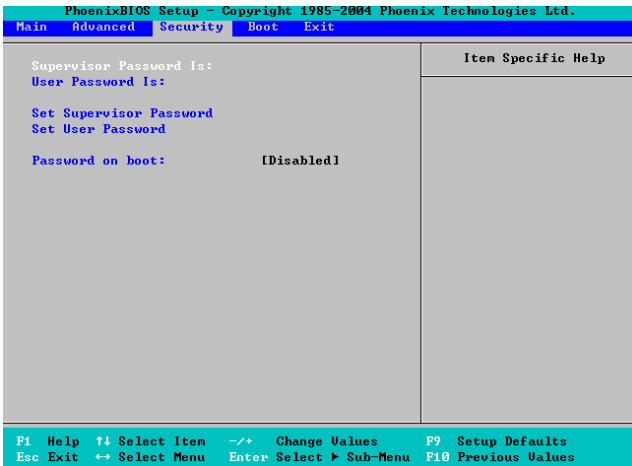 PhoenixBIOS Setup – Copyright 1985-2004 Phoenix Technologies Ltd.
Main Advanced Security Boot Exit
Item Specific Help
Supervisor Password Is:
User Password Is:
Set Supervisor Password
Set User Password
Password on boot: [Disabled]
F1 Help ↑↓ Select Item -/+ Change Values F9 Setup Defaults
Esc Exit ↔ Select Menu Enter Select ▶ Sub-Menu F10 Previous Values